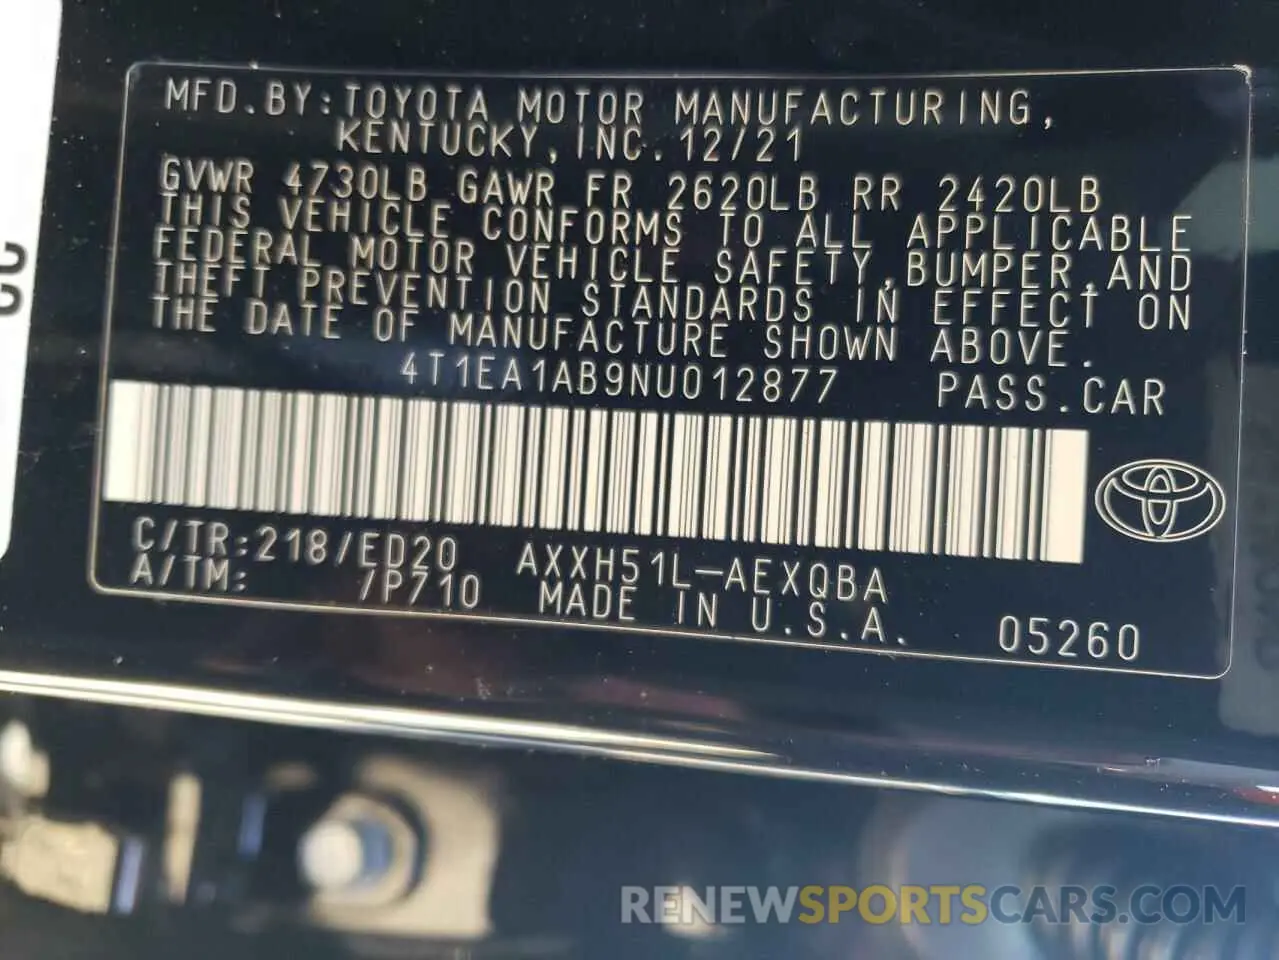 MFD.BY:TOYOTA MOTOR MANUFACTURING,
KENTUCKY,INC.12/21
GVWR 4730LB GAWR FR 2620LB RR 2420LB
THIS VEHICLE CONFORMS TO ALL APPLICABLE
FEDERAL MOTOR VEHICLE SAFETY,BUMPER,AND
THEFT PREVENTION STANDARDS IN EFFECT ON
THE DATE OF MANUFACTURE SHOWN ABOVE.
4T1EA1AB9NU012877 PASS.CAR
C/TR:218/ED20 AXXH51L-AEXQBA
A/TM: /P710 MADE IN U.S.A. 05260
RENEWSPORTSCARS.COM